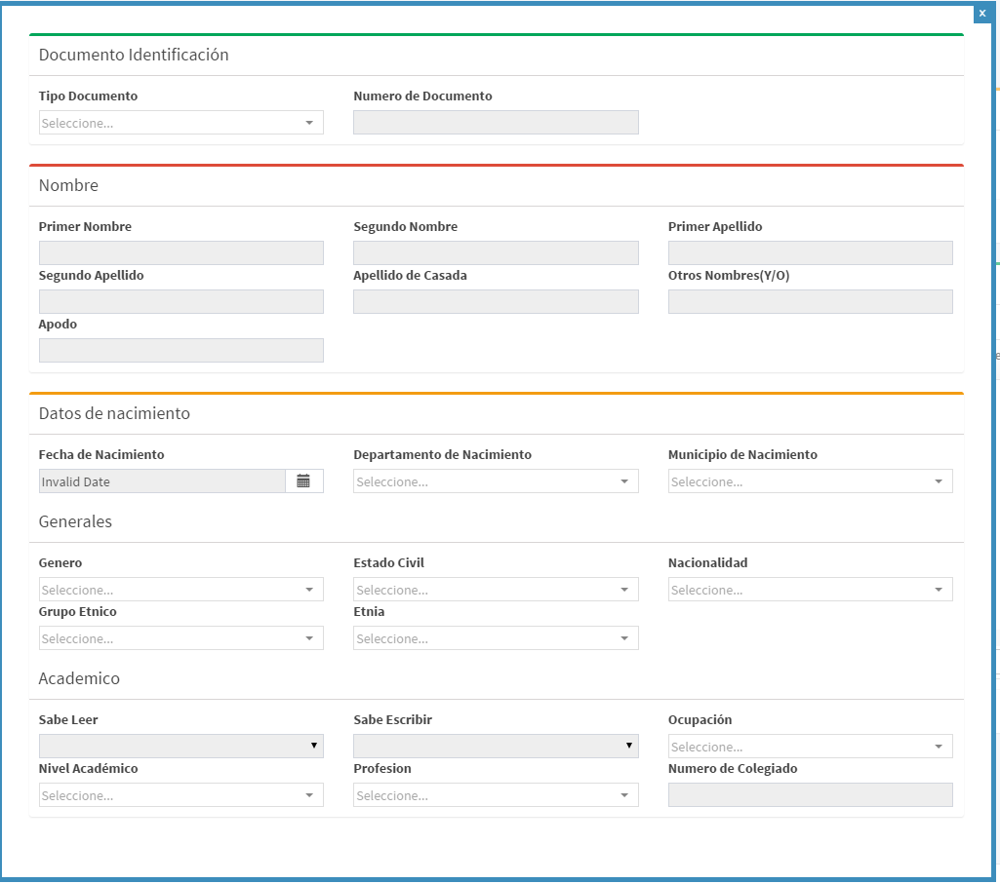 x
Documento Identificación
Tipo Documento Numero de Documento
Seleccione...
Nombre
Primer Nombre Segundo Nombre Primer Apellido
Segundo Apellido Apellido de Casada Otros Nombres(Y/O)
Apodo
Datos de nacimiento
Fecha de Nacimiento Departamento de Nacimiento Municipio de Nacimiento
Invalid Date Seleccione... Seleccione...
Generales
Genero Estado Civil Nacionalidad
Seleccione... Seleccione... Seleccione...
Grupo Etnico Etnia
Seleccione... Seleccione...
Academico
Sabe Leer Sabe Escribir Ocupación
Seleccione...
Nivel Académico Profesion Numero de Colegiado
Seleccione... Seleccione...